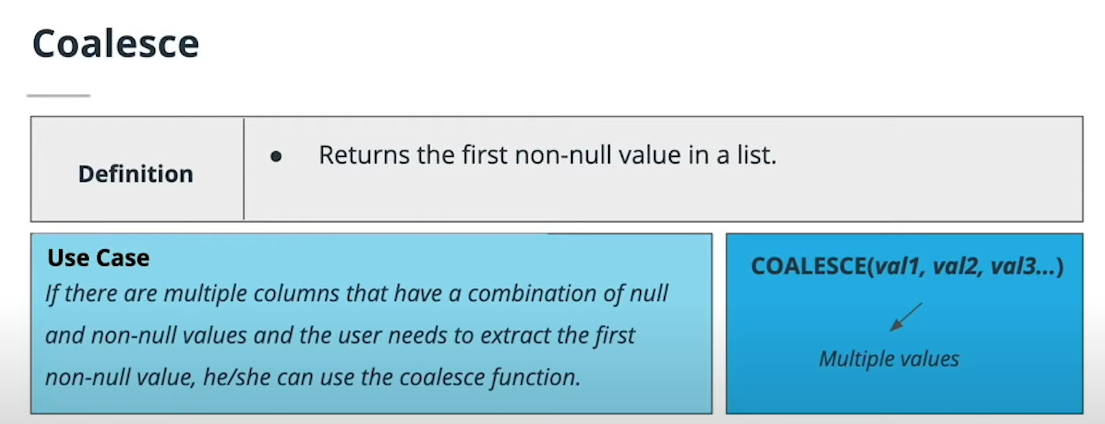 Coalesce
Definition
● Returns the first non-null value in a list.
Use Case
If there are multiple columns that have a combination of null
and non-null values and the user needs to extract the first
non-null value, he/she can use the coalesce function.
COALESCE(val1, val2, val3...)
Multiple values